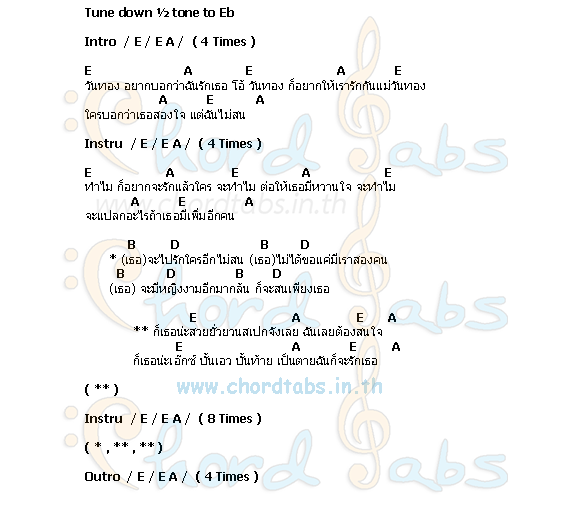 Tune down ½ tone to Eb
Intro / E / E A / ( 4 Times )
E A E A E
วันทอง อยากบอกว่าฉันรักเธอ โอ้ วันทอง ก็อยากให้เรารักกันแม่วันทอง
A E A
ใครบอกว่าเธอสองใจ แต่ฉันไม่สน
Instru / E / E A / ( 4 Times )
E A E A E
ทำไม ก็อยากจะรักแล้วใคร จะทำไม ต่อให้เธอมีหวานใจ จะทำไม
A E A
จะแปลกอะไรถ้าเธอมีเพิ่มอีกคน
B D B D
* (เธอ)จะไปรักใครอีกไม่สน (เธอ)ไม่ได้ขอแค่มีเราสองคน
B D B D
(เธอ) จะมีหญิงงามอีกมากล้น ก็จะสนเพียงเธอ
E A E A
** ก็เธอน่ะสวยยั่วยวนสเปกจังเลย ฉันเลยต้องสนใจ
E A E A
ก็เธอน่ะเอ๊กซ์ บั้นเอว บั้นท้าย เป็นตายฉันก็จะรักเธอ
( ** )
Instru / E / E A / ( 8 Times )
( * , ** , ** )
Outro / E / E A / ( 4 Times )
Chord Tabs
www.chordtabs.in.th
Chord Tabs
www.chordtabs.in.th
Chord Tabs